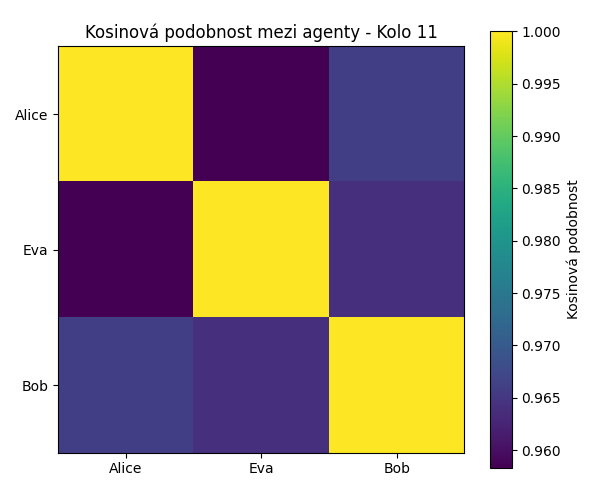 Kosinová podobnost mezi agenty - Kolo 11
Alice
Eva
Bob
Alice
Eva
Bob
1.000
0.995
0.990
0.985
0.980
0.975
0.970
0.965
0.960
Kosinová podobnost